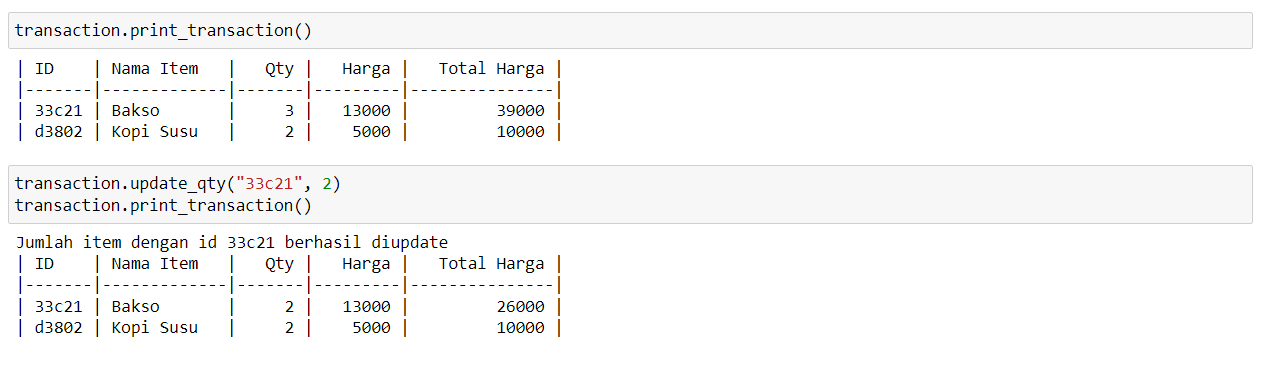 transaction.print_transaction()
| ID    | Nama Item   |   Qty |   Harga |   Total Harga |
|-------|-------------|-------|---------|---------------|
| 33c21 | Bakso       |     3 |   13000 |         39000 |
| d3802 | Kopi Susu   |     2 |    5000 |         10000 |
transaction.update_qty("33c21", 2)
transaction.print_transaction()
Jumlah item dengan id 33c21 berhasil diupdate
| ID    | Nama Item   |   Qty |   Harga |   Total Harga |
|-------|-------------|-------|---------|---------------|
| 33c21 | Bakso       |     2 |   13000 |         26000 |
| d3802 | Kopi Susu   |     2 |    5000 |         10000 |